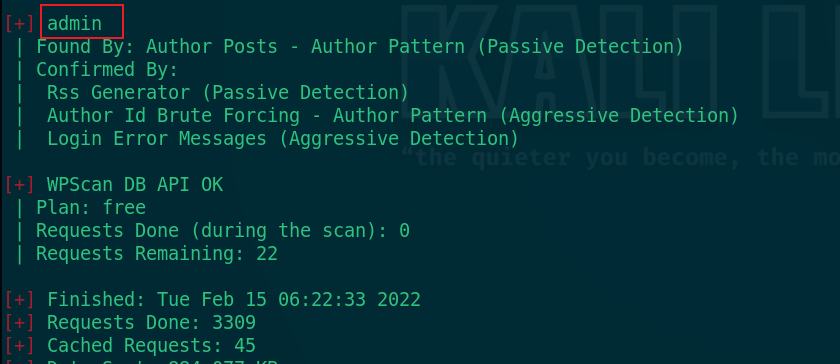 KALI LI
[+] admin
| Found By: Author Posts - Author Pattern (Passive Detection)
| Confirmed By:
|  Rss Generator (Passive Detection)
|  Author Id Brute Forcing - Author Pattern (Aggressive Detection)
|  Login Error Messages (Aggressive Detection)
“the quieter you become, the mo
[+] WPScan DB API OK
| Plan: free
| Requests Done (during the scan): 0
| Requests Remaining: 22
[+] Finished: Tue Feb 15 06:22:33 2022
[+] Requests Done: 3309
[+] Cached Requests: 45